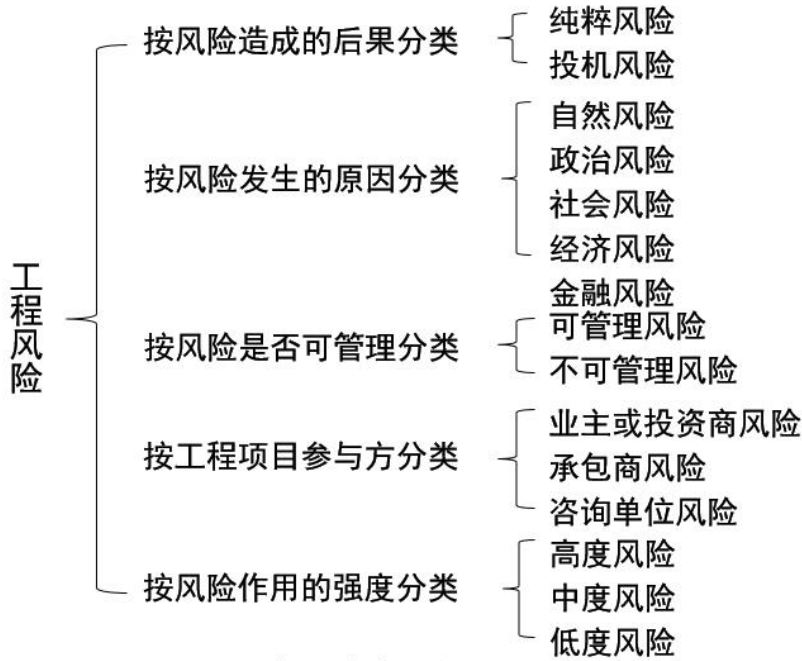 工程风险
按风险造成的后果分类
纯粹风险
投机风险
按风险发生的原因分类
自然风险
政治风险
社会风险
经济风险
金融风险
按风险是否可管理分类
可管理风险
不可管理风险
按工程项目参与方分类
业主或投资商风险
承包商风险
咨询单位风险
按风险作用的强度分类
高度风险
中度风险
低度风险